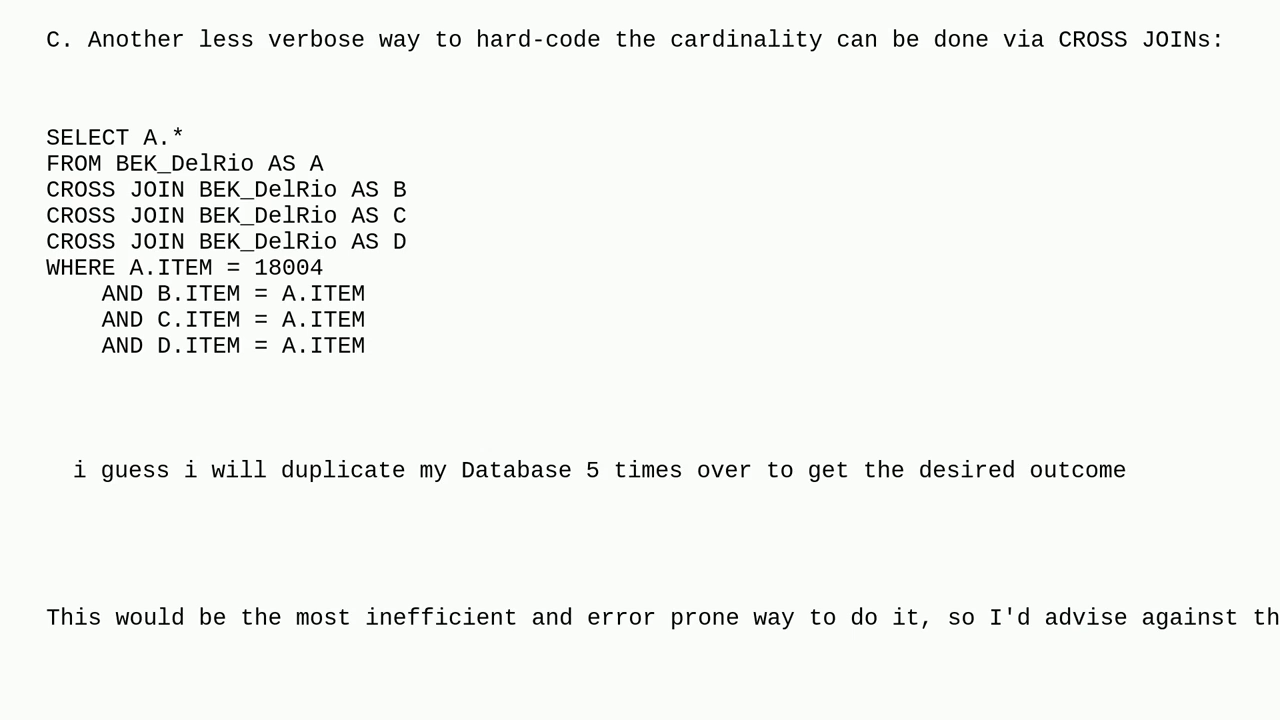 C. Another less verbose way to hard-code the cardinality can be done via CROSS JOINs:
SELECT A.*
FROM BEK_DelRio AS A
CROSS JOIN BEK_DelRio AS B
CROSS JOIN BEK_DelRio AS C
CROSS JOIN BEK_DelRio AS D
WHERE A.ITEM = 18004
    AND B.ITEM = A.ITEM
    AND C.ITEM = A.ITEM
    AND D.ITEM = A.ITEM
i guess i will duplicate my Database 5 times over to get the desired outcome
This would be the most inefficient and error prone way to do it, so I'd advise against